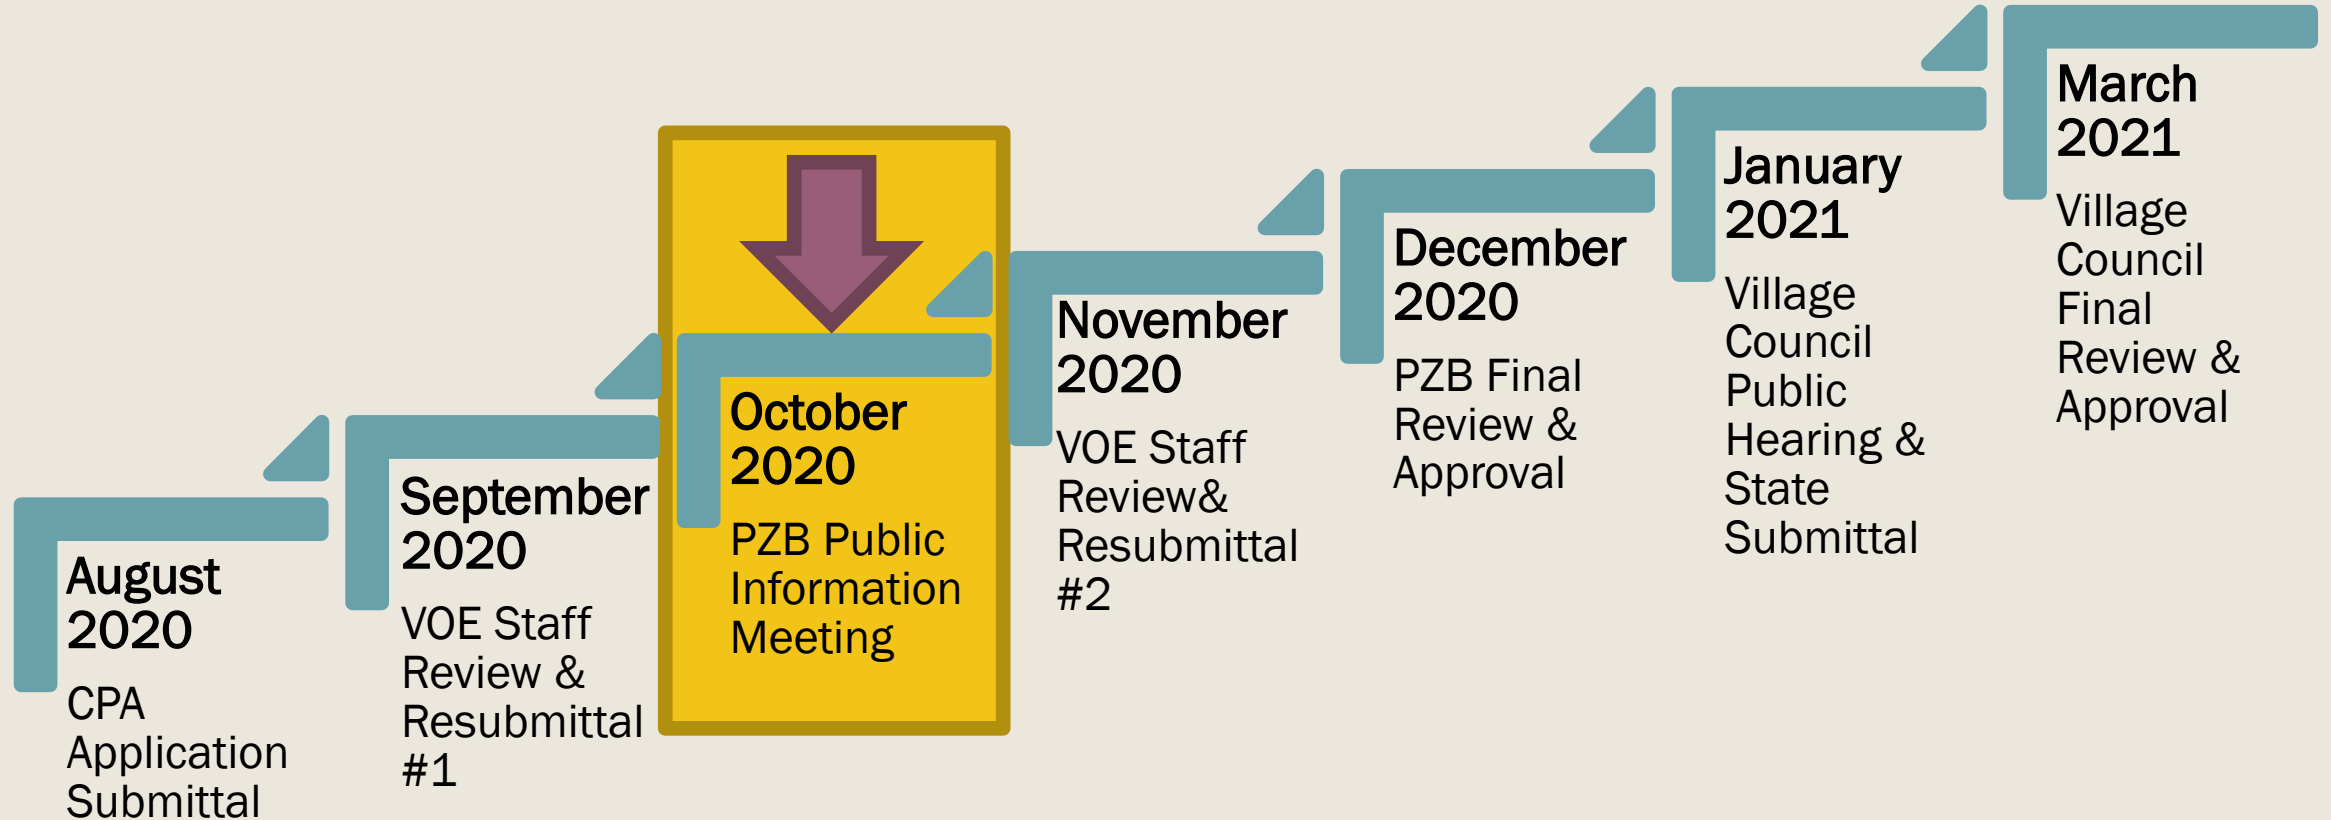 August
2020
CPA
Application
Submittal
September
2020
VOE Staff
Review &
Resubmittal
#1
October
2020
PZB Public
Information
Meeting
November
2020
VOE Staff
Review&
Resubmittal
#2
December
2020
PZB Final
Review &
Approval
January
2021
Village
Council
Public
Hearing &
State
Submittal
March
2021
Village
Council
Final
Review &
Approval